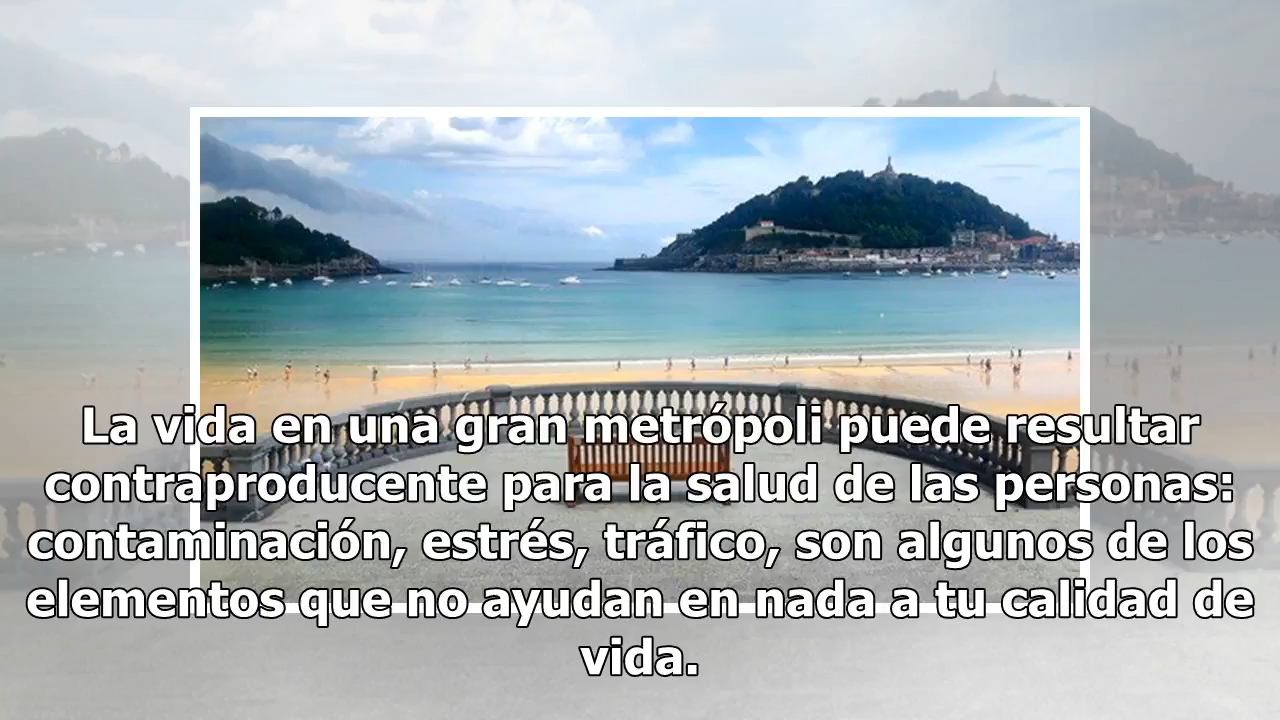 La vida en una gran metrópoli puede resultar
contraproducente para la salud de las personas:
contaminación, estrés, tráfico, son algunos de los
elementos que no ayudan en nada a tu calidad de
vida.